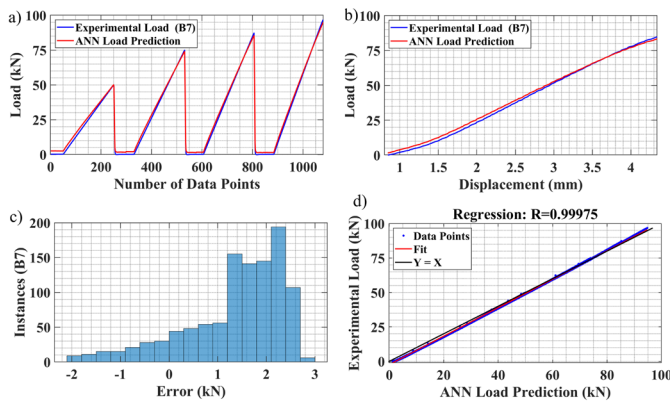 a)
Experimental Load (B7)
ANN Load Prediction
Load (kN)
100
75
50
25
0
0 200 400 600 800 1000
Number of Data Points
b)
Experimental Load (B7)
ANN Load Prediction
Load (kN)
100
75
50
25
0
1 1.5 2 2.5 3 3.5 4
Displacement (mm)
c)
Instances (B7)
200
150
100
50
0
-2 -1 0 1 2 3
Error (kN)
d)
Regression: R=0.99975
Data Points
Fit
Y = X
Experimental Load (kN)
100
75
50
25
0
0 20 40 60 80 100
ANN Load Prediction (kN)